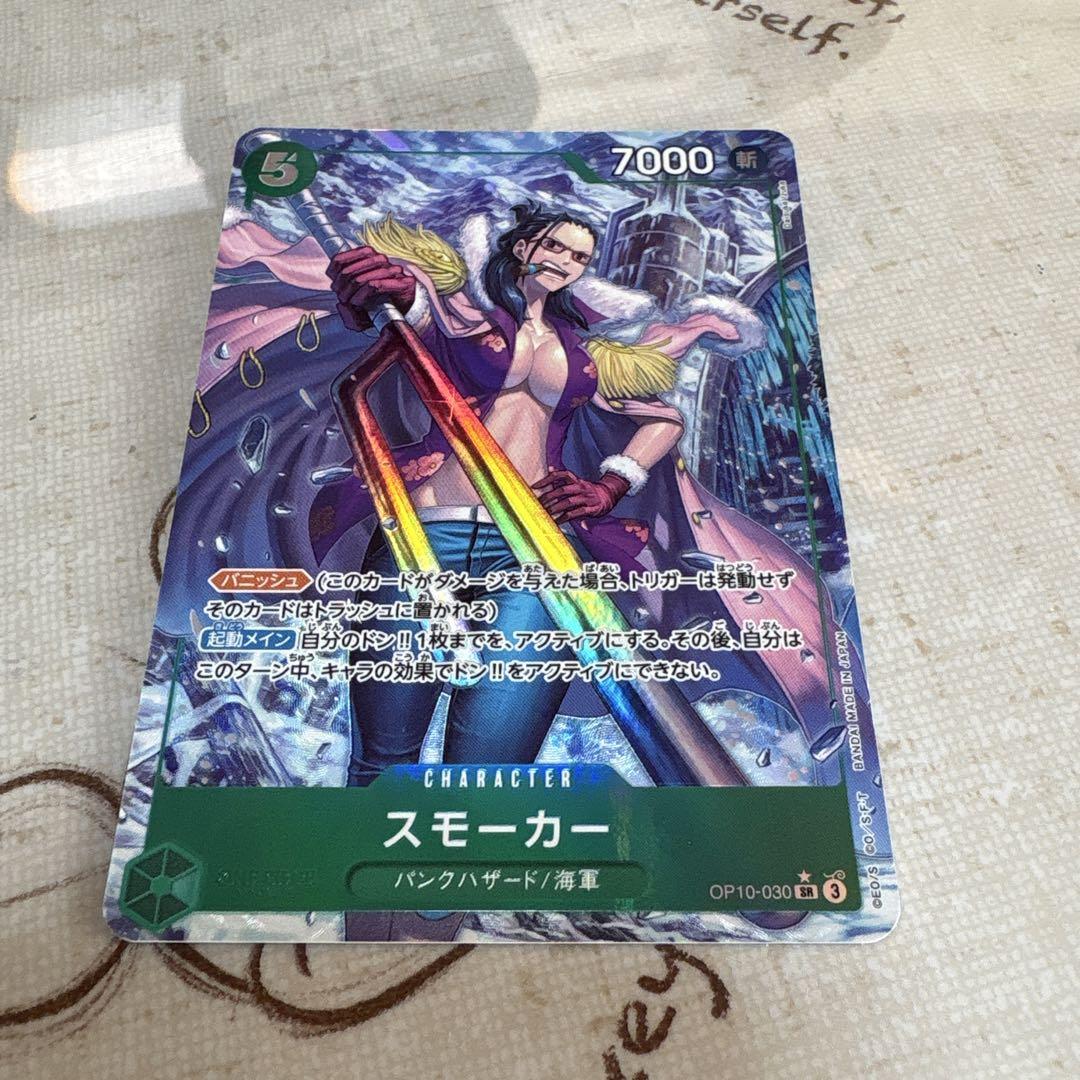 erself.
5
7000 斬
バニッシュ (このカードがダメージを与えた場合、トリガーは発動せず
そのカードはトラッシュに置かれる)
起動メイン 自分のドン!! 1枚までを、アクティブにする。その後、自分は
このターン中、キャラの効果でドン!!をアクティブにできない。
BANDAI MADE IN JAPAN
©O/S・F・T
©EO/S
CHARACTER
スモーカー
パンクハザード/海軍
OP10-030 SR 3